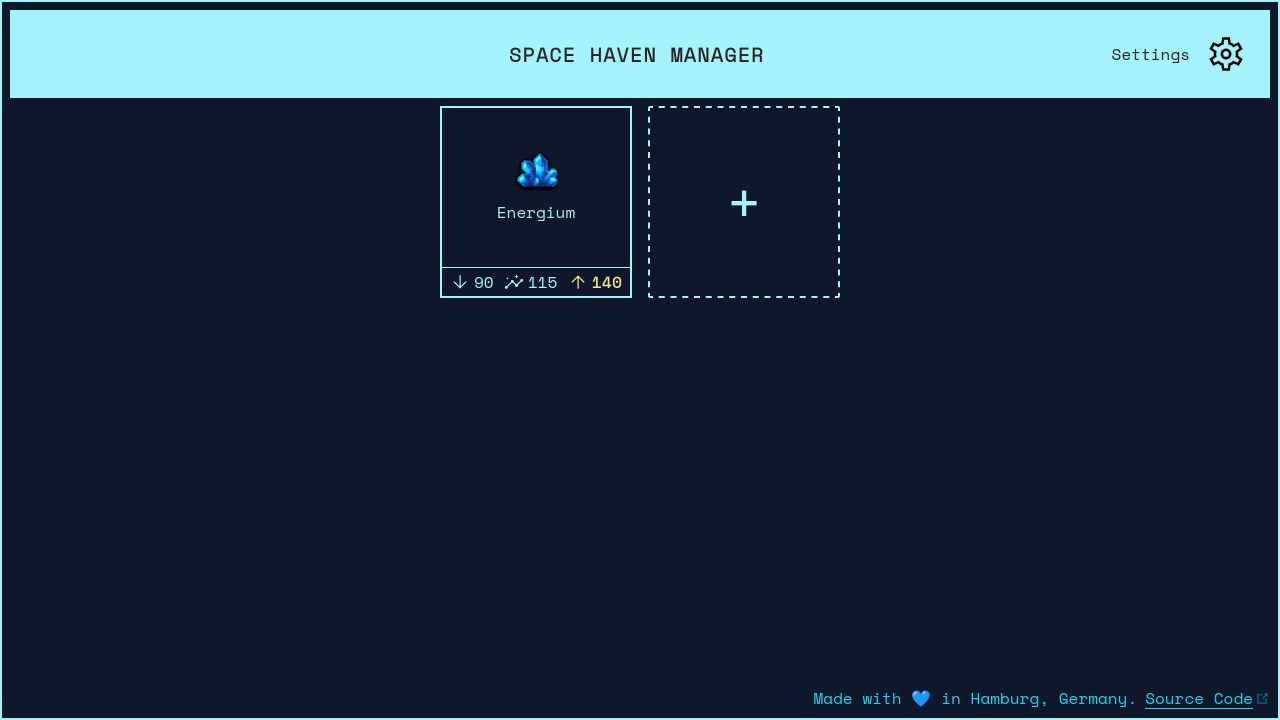 SPACE HAVEN MANAGER
Settings
+
Energium
90 115 140
Made with 💙 in Hamburg, Germany. Source Code